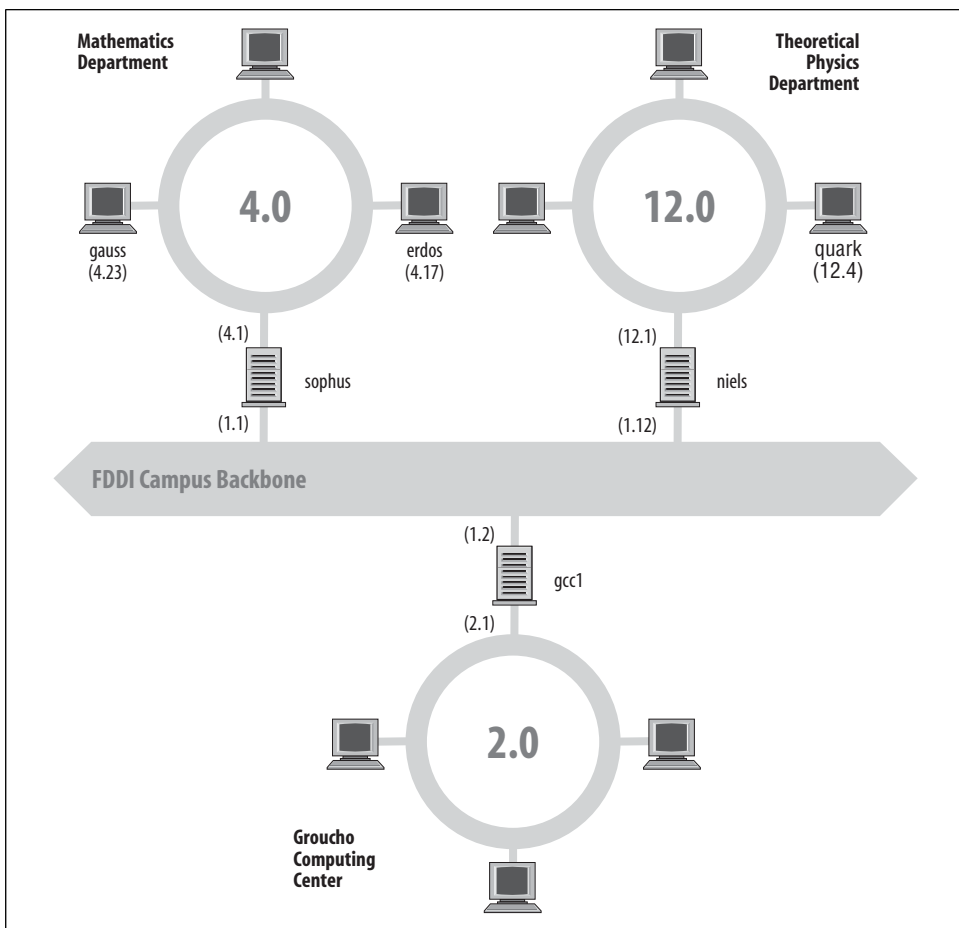 Mathematics
Department
Theoretical
Physics
Department
4.0
12.0
gauss
(4.23)
erdos
(4.17)
quark
(12.4)
(4.1)
sophus
(1.1)
(12.1)
niels
(1.12)
FDDI Campus Backbone
(1.2)
gcc1
(2.1)
2.0
Groucho
Computing
Center